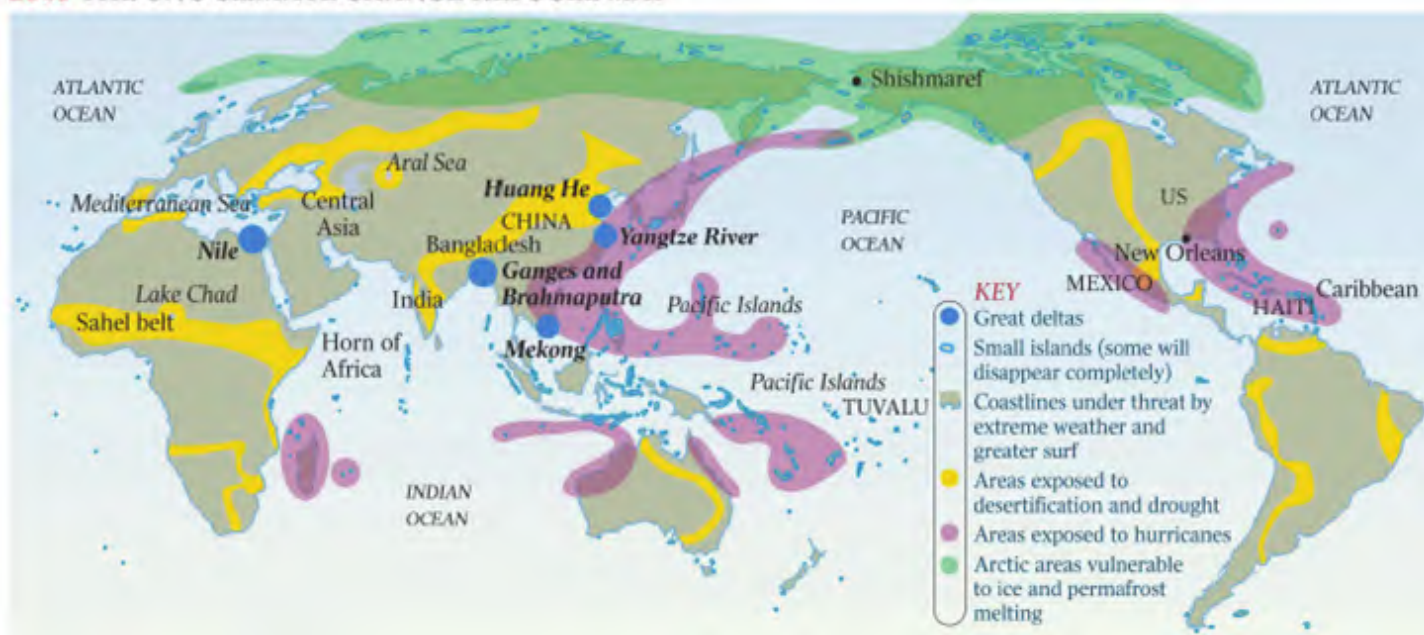 ATLANTIC
OCEAN
Shishmaref
ATLANTIC
OCEAN
Aral Sea
Mediterranean Sea
Central
Asia
Huang He
CHINA
Bangladesh
Nile
Yangtze River
PACIFIC
OCEAN
US
New Orleans
MEXICO
Ganges and
Brahmaputra
India
Lake Chad
Sahel belt
Horn of
Africa
Mekong
Pacific Islands
Pacific Islands
TUVALU
INDIAN
OCEAN
Caribbean
HAITI
KEY
Great deltas
Small islands (some will
disappear completely)
Coastlines under threat by
extreme weather and
greater surf
Areas exposed to
desertification and drought
Areas exposed to hurricanes
Arctic areas vulnerable
to ice and permafrost
melting